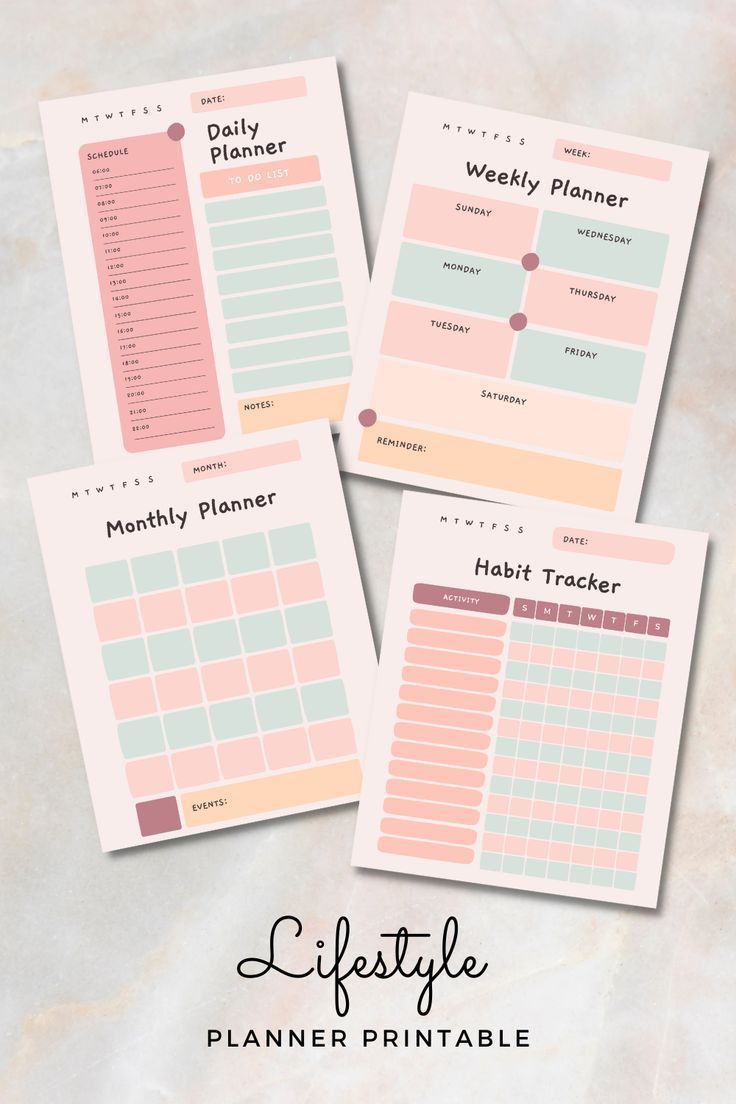 M T W T F S S
DATE:
Daily
Planner
SCHEDULE
TO DO LIST
06:00
07:00
08:00
09:00
10:00
11:00
12:00
13:00
14:00
15:00
16:00
17:00
18:00
19:00
20:00
21:00
22:00
NOTES:
M T W T F S S
WEEK:
Weekly Planner
SUNDAY
WEDNESDAY
MONDAY
THURSDAY
TUESDAY
FRIDAY
SATURDAY
REMINDER:
M T W T F S S
MONTH:
Monthly Planner
EVENTS:
M T W T F S S
DATE:
Habit Tracker
ACTIVITY S M T W T F S
Lifestyle
PLANNER PRINTABLE